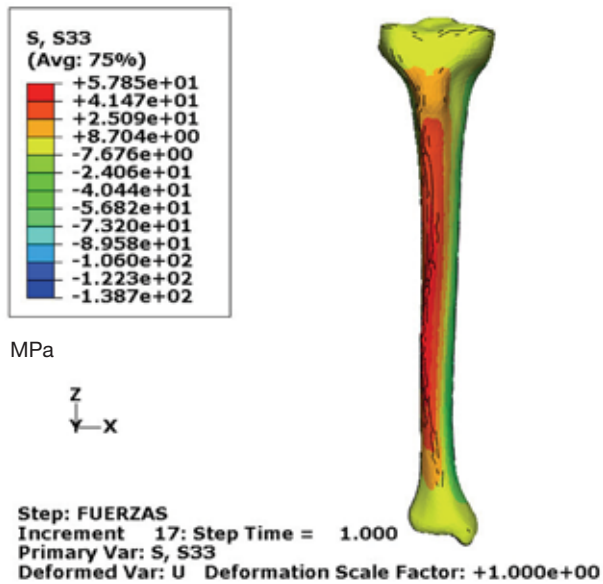 S, S33
(Avg: 75%)
+5.785e+01
+4.147e+01
+2.509e+01
+8.704e+00
-7.676e+00
-2.406e+01
-4.044e+01
-5.682e+01
-7.320e+01
-8.958e+01
-1.060e+02
-1.223e+02
-1.387e+02
MPa
Z
Y X
Step: FUERZAS
Increment 17: Step Time = 1.000
Primary Var: S, S33
Deformed Var: U Deformation Scale Factor: +1.000e+00